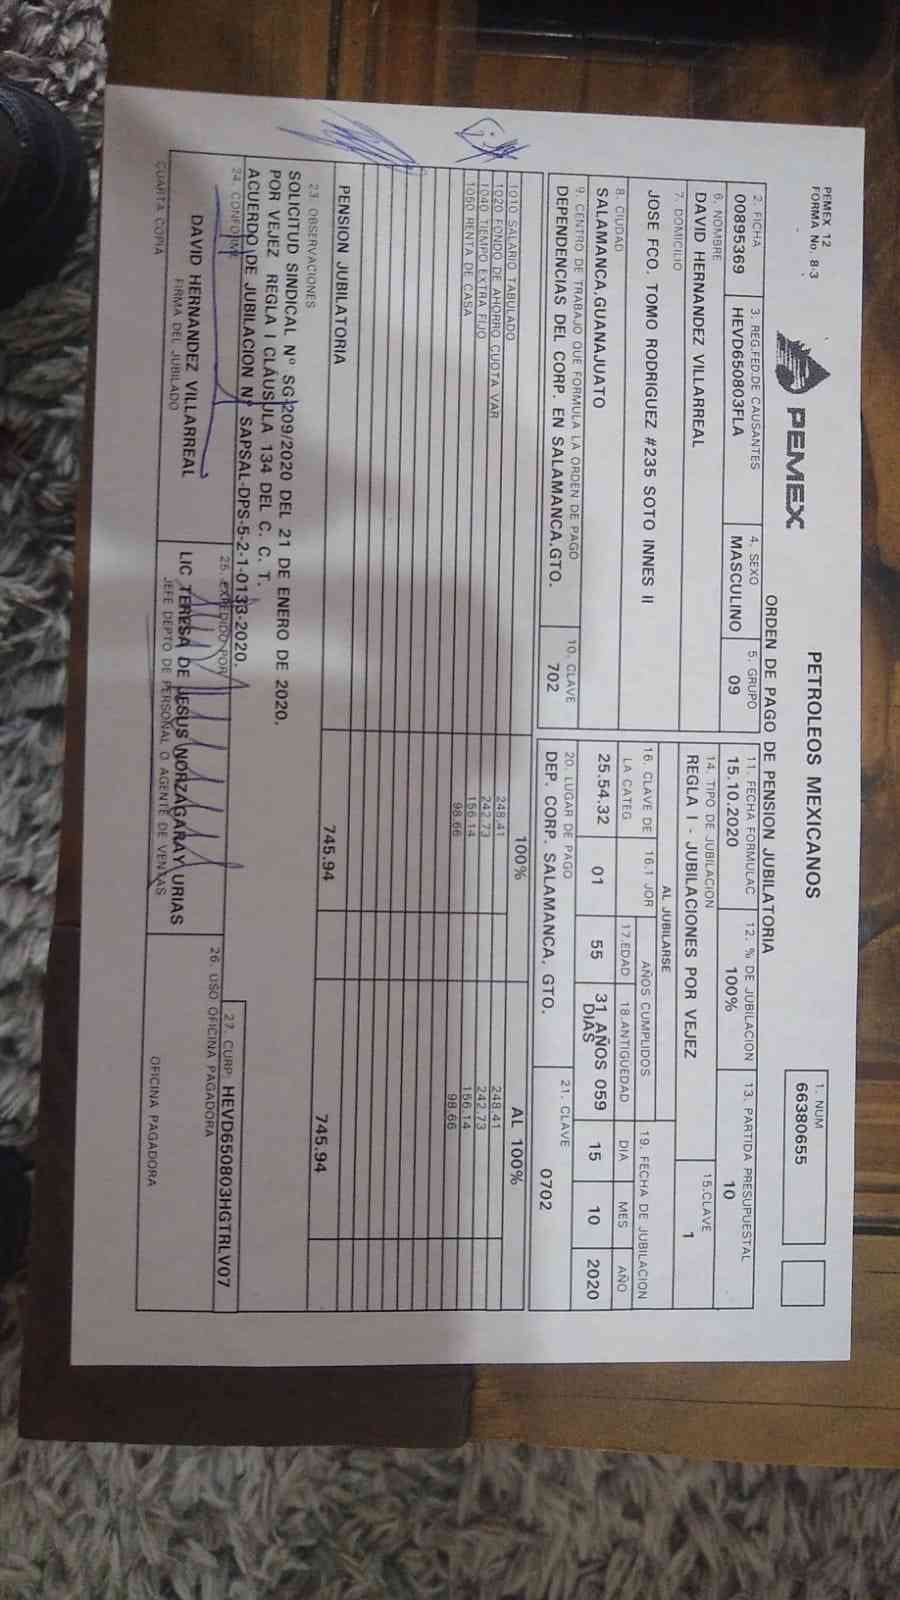 PEMEX 12
FORMA No. 8-3
PEMEX
PETROLEOS MEXICANOS
ORDEN DE PAGO DE PENSION JUBILATORIA
1. NUM
66380655
2. FICHA
00895369
3. REG.FED.DE CAUSANTES
HEVD650803FLA
4. SEXO
MASCULINO
5. GRUPO
09
11. FECHA FORMULAC
15.10.2020
12. % DE JUBILACION
100%
13. PARTIDA PRESUPUESTAL
10
6. NOMBRE
DAVID HERNANDEZ VILLARREAL
14. TIPO DE JUBILACION
REGLA I - JUBILACIONES POR VEJEZ
15.CLAVE
1
7. DOMICILIO
JOSE FCO. TOMO RODRIGUEZ #235 SOTO INNES II
AL JUBILARSE
16. CLAVE DE LA CATEG
16.1 JOR
AÑOS CUMPLIDOS
17.EDAD
18.ANTIGUEDAD
19. FECHA DE JUBILACION
DIA
MES
AÑO
8. CIUDAD
SALAMANCA,GUANAJUATO
25.54.32
01
55
31 AÑOS 059 DIAS
15
10
2020
9. CENTRO DE TRABAJO QUE FORMULA LA ORDEN DE PAGO
DEPENDENCIAS DEL CORP. EN SALAMANCA,GTO.
10. CLAVE
702
20. LUGAR DE PAGO
DEP. CORP. SALAMANCA, GTO.
21. CLAVE
0702
100%
AL 100%
1010 SALARIO TABULADO 248.41 248.41
1020 FONDO DE AHORRO CUOTA VAR 242.73 242.73
1040 TIEMPO EXTRA FIJO 156.14 156.14
1060 RENTA DE CASA 98.66 98.66
PENSION JUBILATORIA 745.94 745.94
23. OBSERVACIONES
SOLICITUD SINDICAL N° SG-209/2020 DEL 21 DE ENERO DE 2020.
POR VEJEZ REGLA I CLÁUSULA 134 DEL C. C. T.
ACUERDO DE JUBILACION N° SAPSAL-DPS-5-2-1-0133-2020.
27. CURP: HEVD650803HGTRLV07
24. CONFORME
DAVID HERNANDEZ VILLARREAL
FIRMA DEL JUBILADO
25. EXPEDIDO POR
LIC TERESA DE JESUS NORZAGARAY URIAS
JEFE DEPTO DE PERSONAL O AGENTE DE VENTAS
26. USO OFICINA PAGADORA
OFICINA PAGADORA
CUARTA COPIA